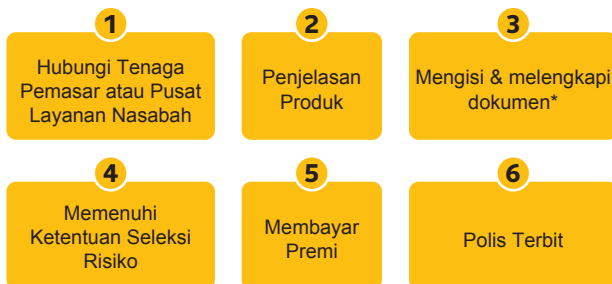 1
Hubungi Tenaga
Pemasar atau Pusat
Layanan Nasabah
2
Penjelasan
Produk
3
Mengisi & melengkapi
dokumen*
4
Memenuhi
Ketentuan Seleksi
Risiko
5
Membayar
Premi
6
Polis Terbit